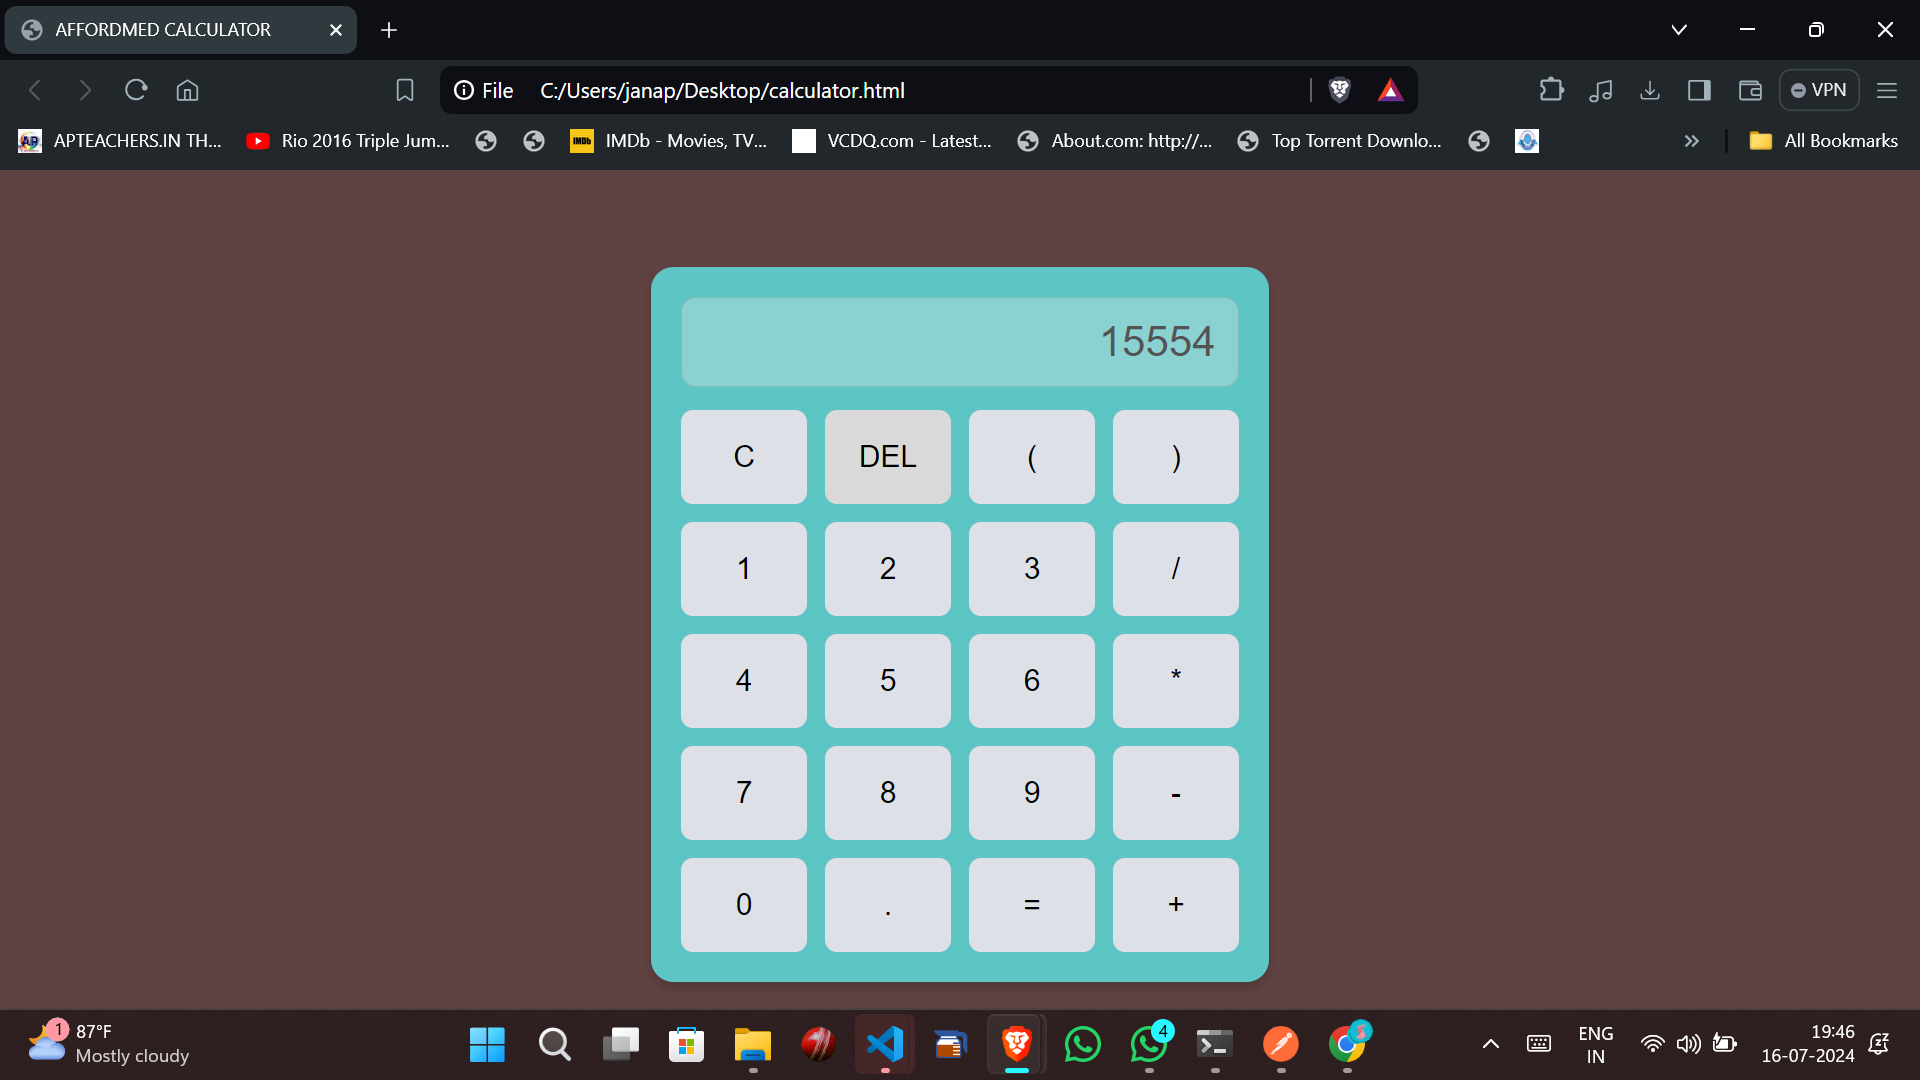 AFFORDMED CALCULATOR
File C:/Users/janap/Desktop/calculator.html
VPN
APTEACHERS.IN TH... Rio 2016 Triple Jum... IMDb IMDb - Movies, TV... VCDQ.com - Latest... About.com: http://... Top Torrent Downlo... All Bookmarks
15554
C DEL ( )
1 2 3 /
4 5 6 *
7 8 9 -
0 . = +
1 87°F
Mostly cloudy
4
ENG
IN
19:46
16-07-2024